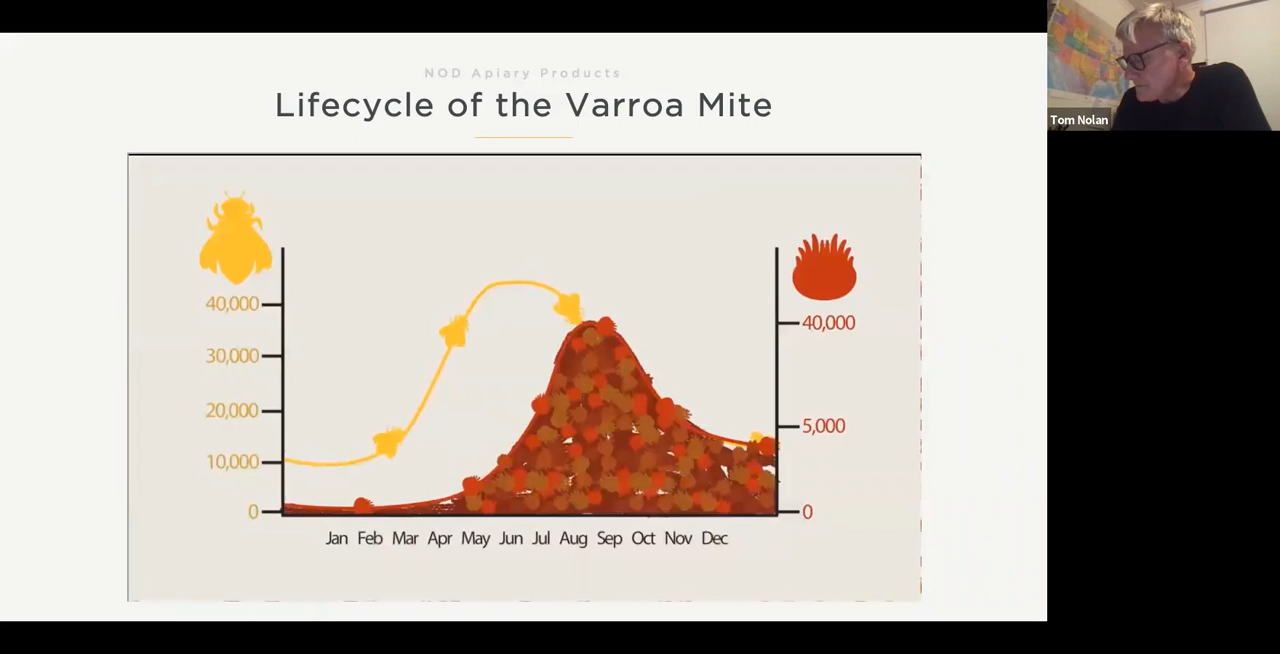 NOD Apiary Products
Lifecycle of the Varroa Mite
Tom Nolan
40,000
30,000
20,000
10,000
0
40,000
5,000
0
Jan Feb Mar Apr May Jun Jul Aug Sep Oct Nov Dec